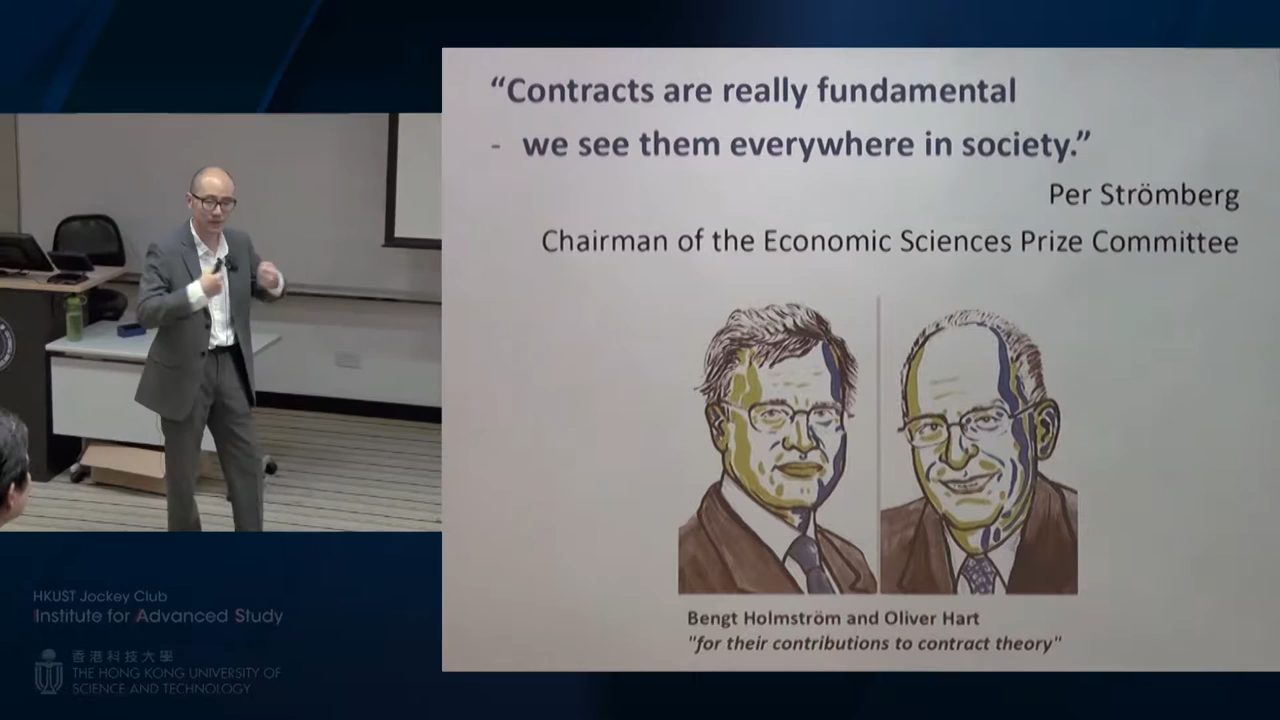 “Contracts are really fundamental
- we see them everywhere in society.”
Per Strömberg
Chairman of the Economic Sciences Prize Committee
Bengt Holmström and Oliver Hart
"for their contributions to contract theory"
HKUST Jockey Club
Institute for Advanced Study
香港科技大學
THE HONG KONG UNIVERSITY OF
SCIENCE AND TECHNOLOGY